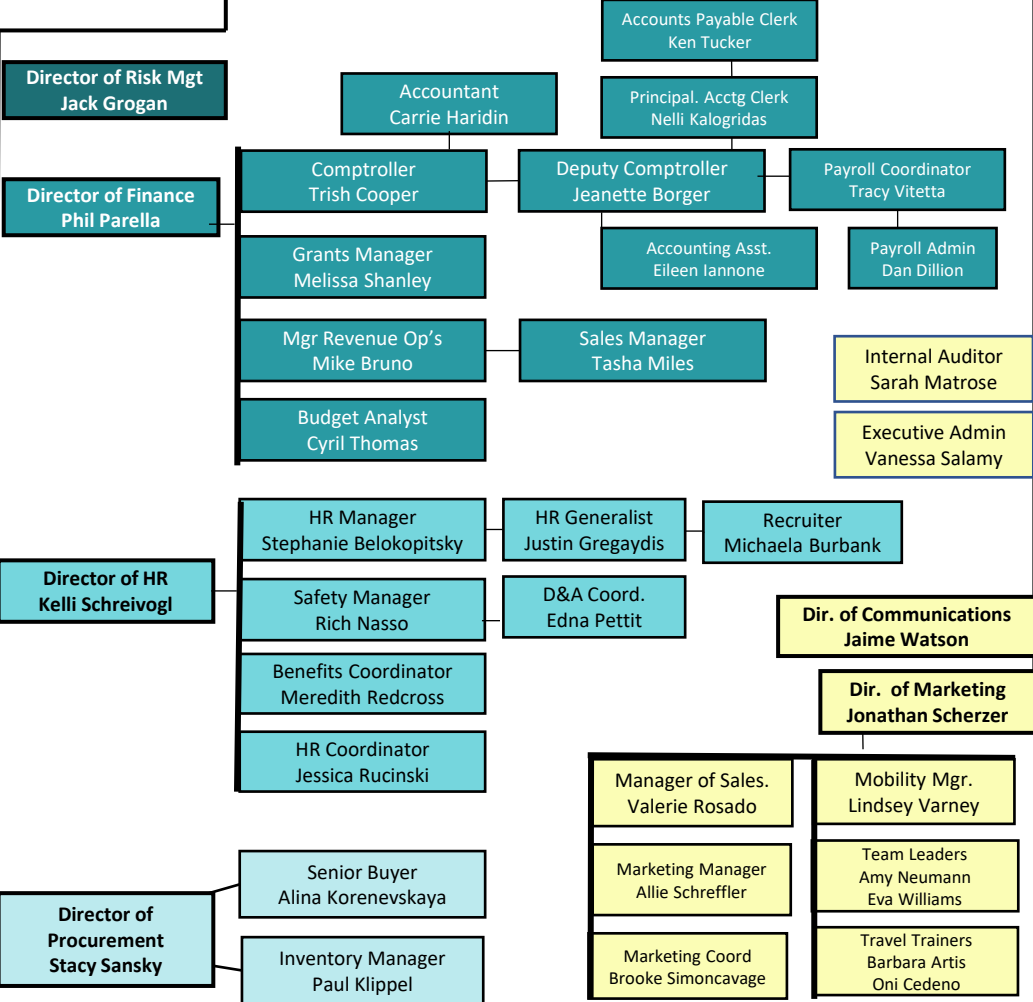 Accounts Payable Clerk
Ken Tucker
Director of Risk Mgt
Jack Grogan
Accountant
Carrie Haridin
Principal. Acctg Clerk
Nelli Kalogridas
Director of Finance
Phil Parella
Comptroller
Trish Cooper
Deputy Comptroller
Jeanette Borger
Payroll Coordinator
Tracy Vitetta
Grants Manager
Melissa Shanley
Accounting Asst.
Eileen Iannone
Payroll Admin
Dan Dillion
Mgr Revenue Op’s
Mike Bruno
Sales Manager
Tasha Miles
Internal Auditor
Sarah Matrose
Budget Analyst
Cyril Thomas
Executive Admin
Vanessa Salamy
HR Manager
Stephanie Belokopitsky
HR Generalist
Justin Gregaydis
Recruiter
Michaela Burbank
Director of HR
Kelli Schreivogl
Safety Manager
Rich Nasso
D&A Coord.
Edna Pettit
Dir. of Communications
Jaime Watson
Benefits Coordinator
Meredith Redcross
Dir. of Marketing
Jonathan Scherzer
HR Coordinator
Jessica Rucinski
Manager of Sales.
Valerie Rosado
Mobility Mgr.
Lindsey Varney
Senior Buyer
Alina Korenevskaya
Marketing Manager
Allie Schreffler
Team Leaders
Amy Neumann
Eva Williams
Director of
Procurement
Stacy Sansky
Inventory Manager
Paul Klippel
Marketing Coord
Brooke Simoncavage
Travel Trainers
Barbara Artis
Oni Cedeno